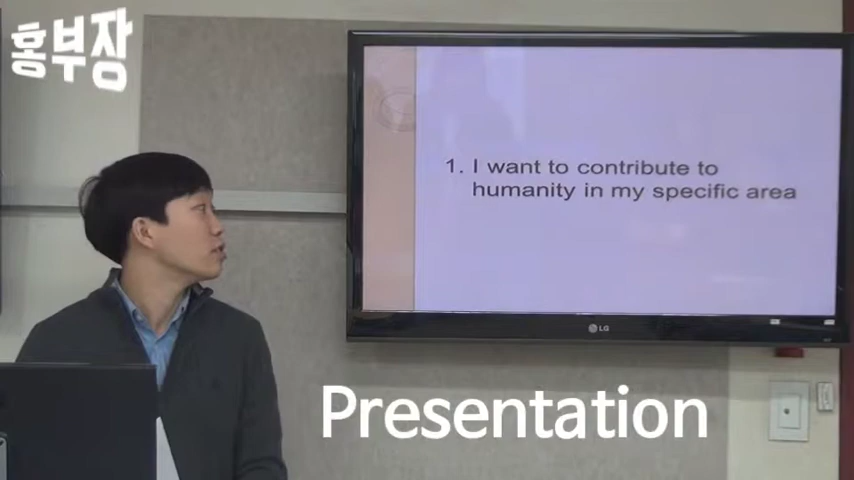 홍부장
1. I want to contribute to
humanity in my specific area
LG
Presentation